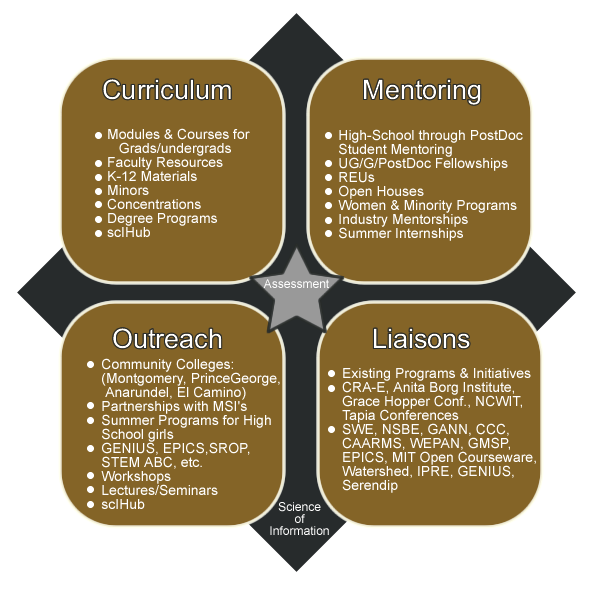 Curriculum
● Modules & Courses for
Grads/undergrads
● Faculty Resources
● K-12 Materials
● Minors
● Concentrations
● Degree Programs
● scIHub
Mentoring
● High-School through PostDoc
Student Mentoring
● UG/G/PostDoc Fellowships
● REUs
● Open Houses
● Women & Minority Programs
● Industry Mentorships
● Summer Internships
Assessment
Outreach
● Community Colleges:
(Montgomery, PrinceGeorge,
Anarundel, El Camino)
● Partnerships with MSI's
● Summer Programs for High
School girls
● GENIUS, EPICS,SROP,
STEM ABC, etc.
● Workshops
● Lectures/Seminars
● scIHub
Liaisons
● Existing Programs & Initiatives
● CRA-E, Anita Borg Institute,
Grace Hopper Conf., NCWIT,
Tapia Conferences
● SWE, NSBE, GANN, CCC,
CAARMS, WEPAN, GMSP,
EPICS, MIT Open Courseware,
Watershed, IPRE, GENIUS,
Serendip
Science
of
Information